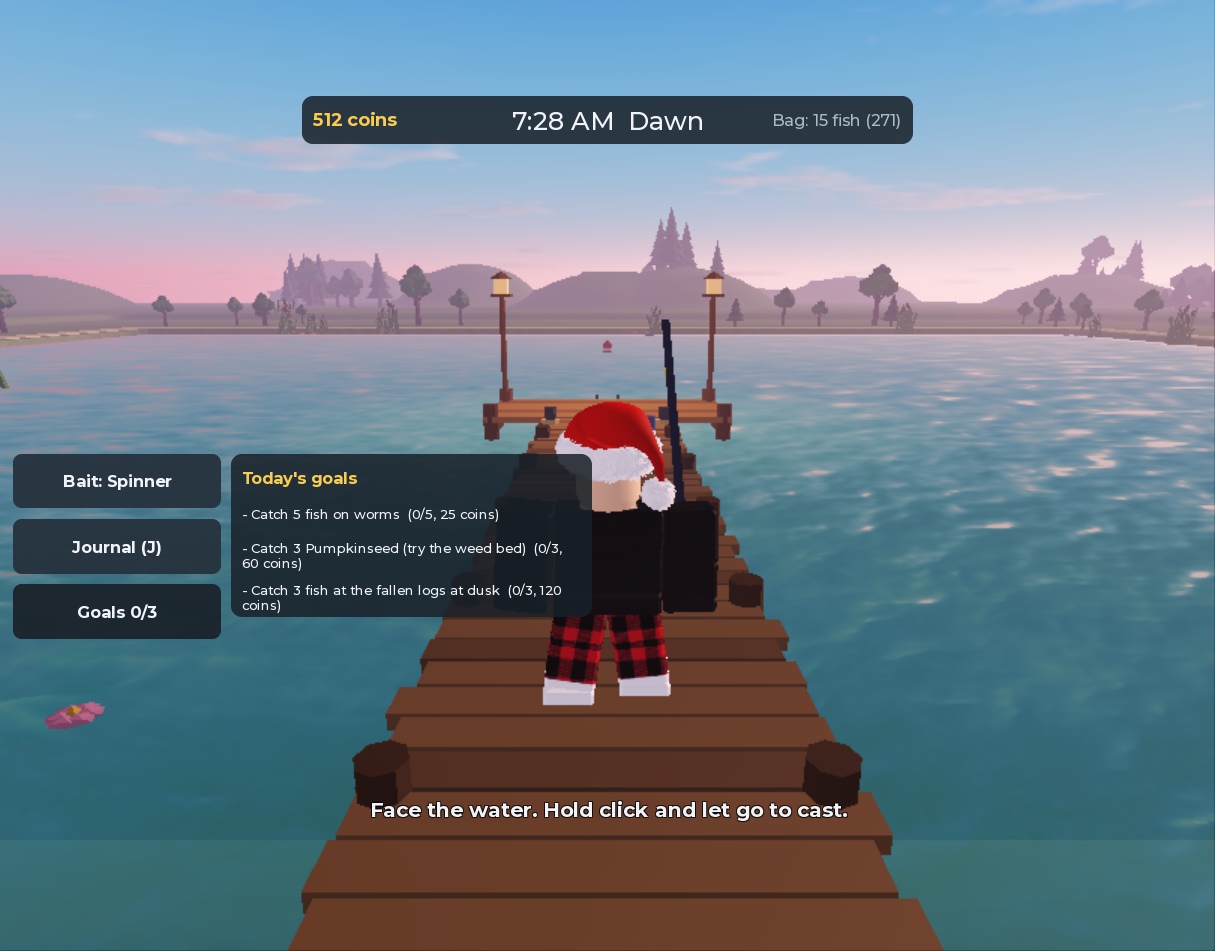 512 coins
7:28 AM  Dawn
Bag: 15 fish (271)
Bait: Spinner
Journal (J)
Goals 0/3
Today's goals
- Catch 5 fish on worms  (0/5, 25 coins)
- Catch 3 Pumpkinseed (try the weed bed)  (0/3,
60 coins)
- Catch 3 fish at the fallen logs at dusk  (0/3, 120
coins)
Face the water. Hold click and let go to cast.